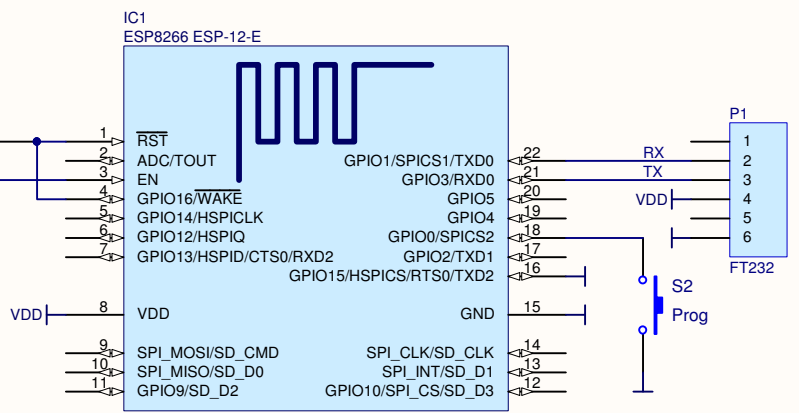 IC1
ESP8266 ESP-12-E
P1
1 RST
2 ADC/TOUT
3 EN
4 GPIO16/WAKE
5 GPIO14/HSPICLK
6 GPIO12/HSPIQ
7 GPIO13/HSPID/CTS0/RXD2
VDD 8 VDD
9 SPI_MOSI/SD_CMD
10 SPI_MISO/SD_D0
11 GPIO9/SD_D2
GPIO1/SPICS1/TXD0 22
GPIO3/RXD0 21
GPIO5 20
GPIO4 19
GPIO0/SPICS2 18
GPIO2/TXD1 17
GPIO15/HSPICS/RTS0/TXD2 16
GND 15
SPI_CLK/SD_CLK 14
SPI_INT/SD_D1 13
GPIO10/SPI_CS/SD_D3 12
1
RX 2
TX 3
VDD 4
5
6
FT232
S2
Prog